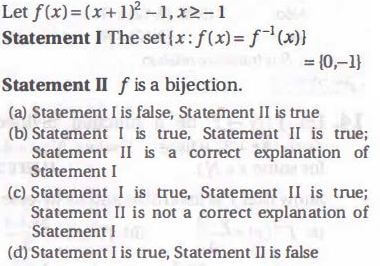 Let f(x)=(x+1)² –1, x≥–1
Statement I The set{x: f(x)= f⁻¹(x)}
= {0,–1}
Statement II f is a bijection.
(a) Statement I is false, Statement II is true
(b) Statement I is true, Statement II is true;
Statement II is a correct explanation of
Statement I
(c) Statement I is true, Statement II is true;
Statement II is not a correct explanation of
Statement I
(d) Statement I is true, Statement II is false